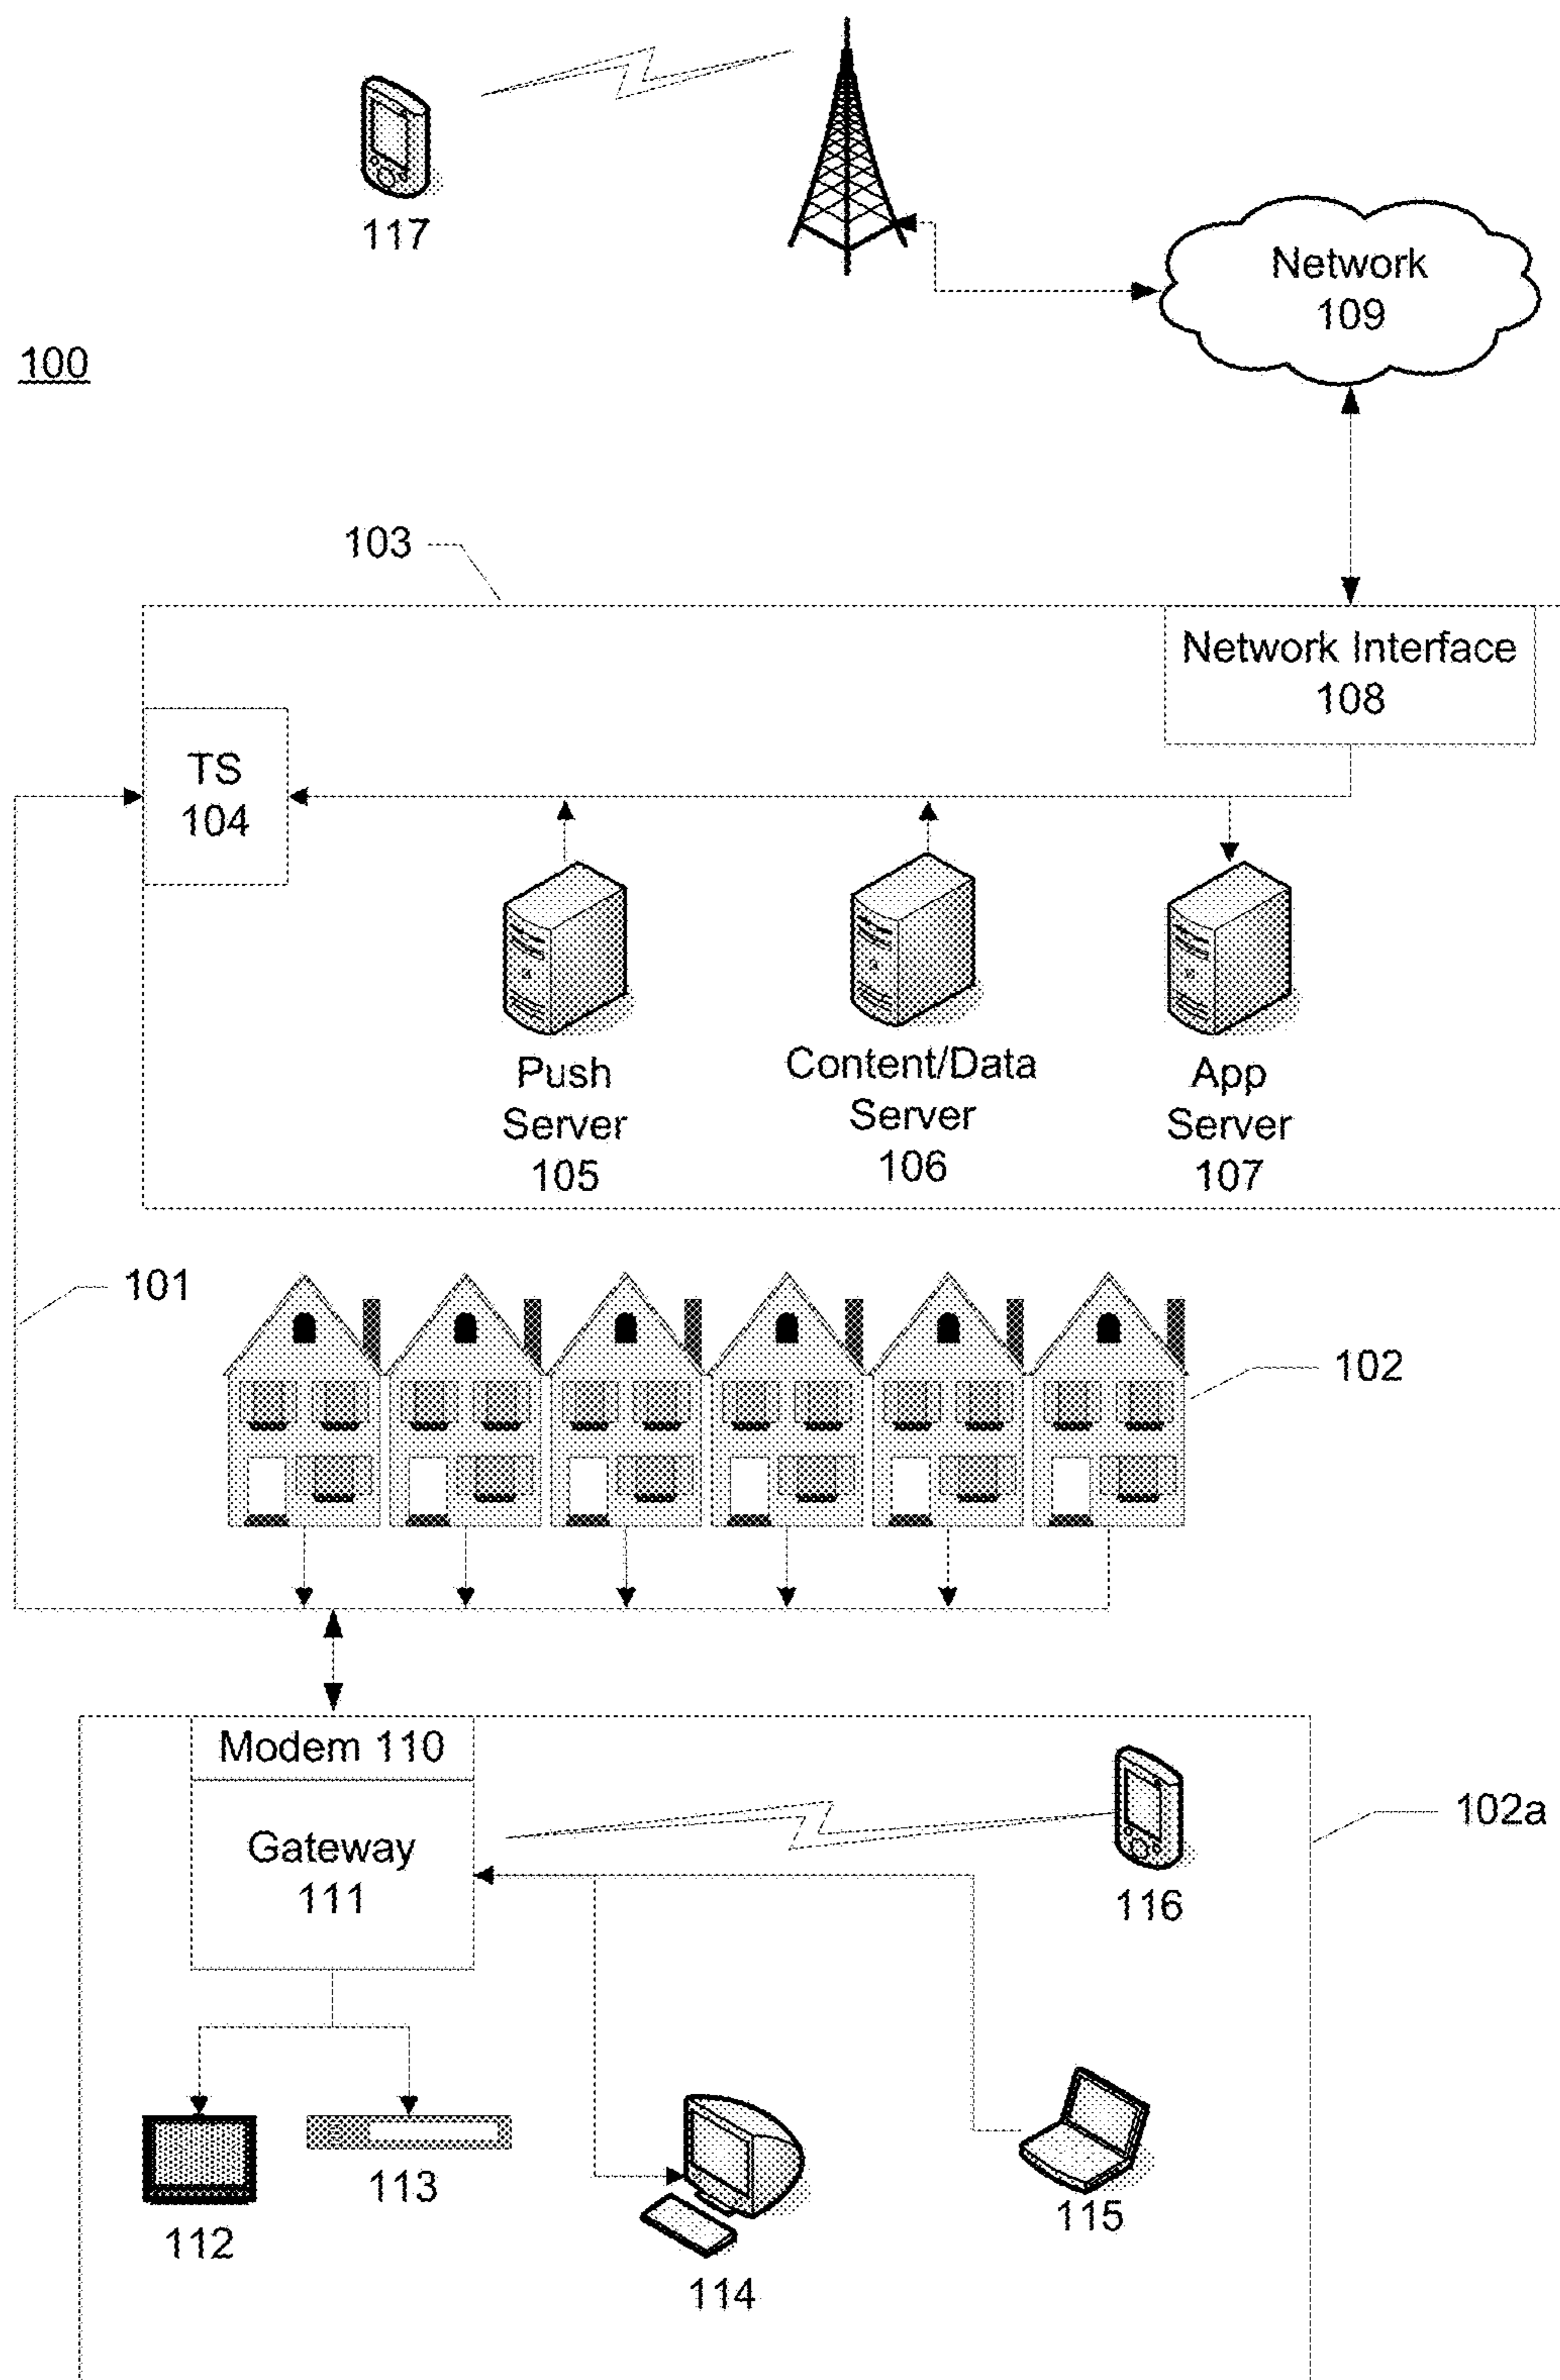 117
Network
109
100
103
Network Interface
108
TS
104
Push
Server
105
Content/Data
Server
106
App
Server
107
101
102
Modem 110
Gateway
111
116
102a
112
113
114
115